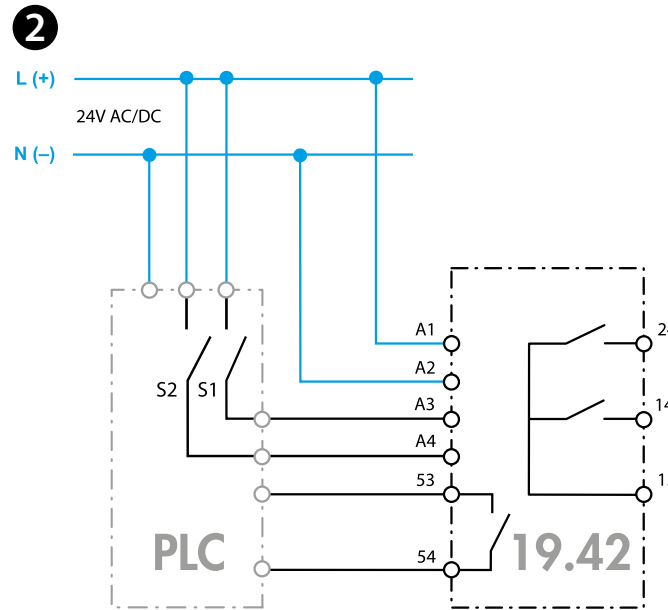 2
L (+)
24V AC/DC
N (–)
A1
A2
S2 S1
A3
A4
53
54
PLC
19.42